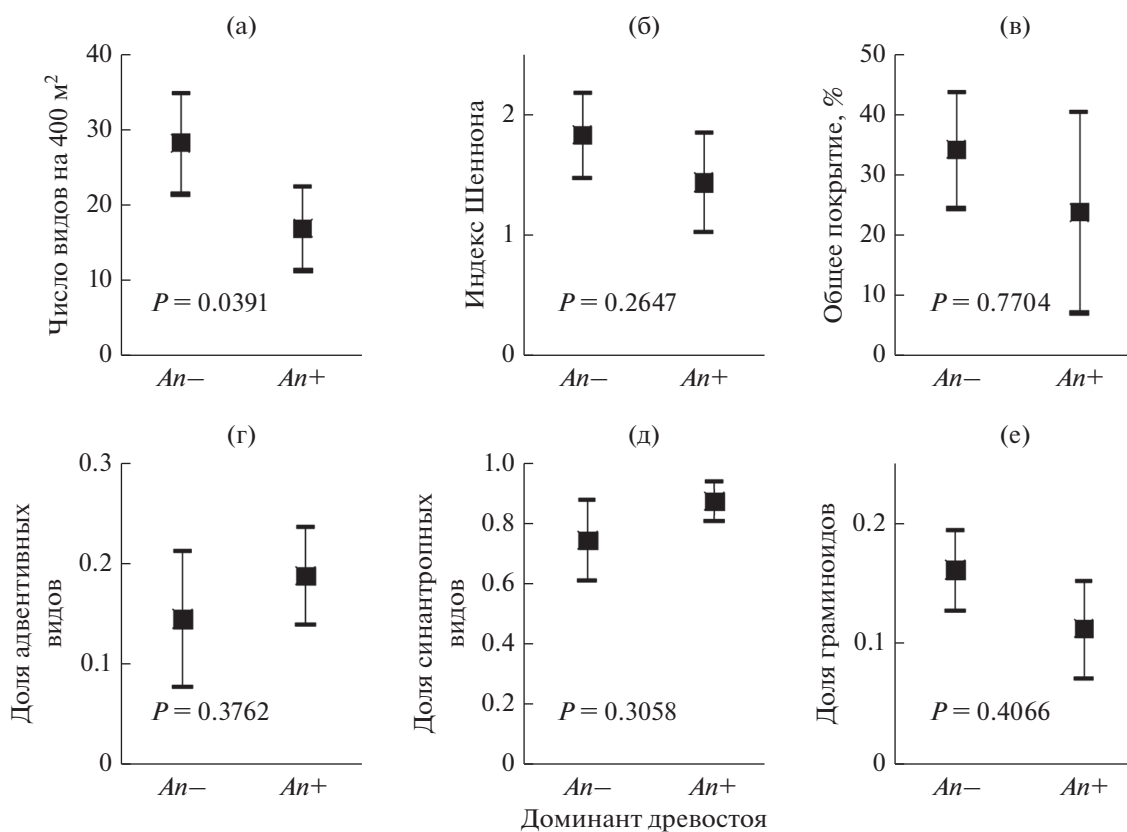 (а)
Число видов на 400 м²
40
30
20
10
0
P = 0.0391
An− An+
(б)
Индекс Шеннона
2
1
0
P = 0.2647
An− An+
(в)
Общее покрытие, %
50
40
30
20
10
0
P = 0.7704
An− An+
(г)
Доля адвентивных
видов
0.3
0.2
0.1
0
P = 0.3762
An− An+
(д)
Доля синантропных
видов
1.0
0.8
0.6
0.4
0.2
0
P = 0.3058
An− An+
(е)
Доля граминоидов
0.2
0.1
0
P = 0.4066
An− An+
Доминант древостоя